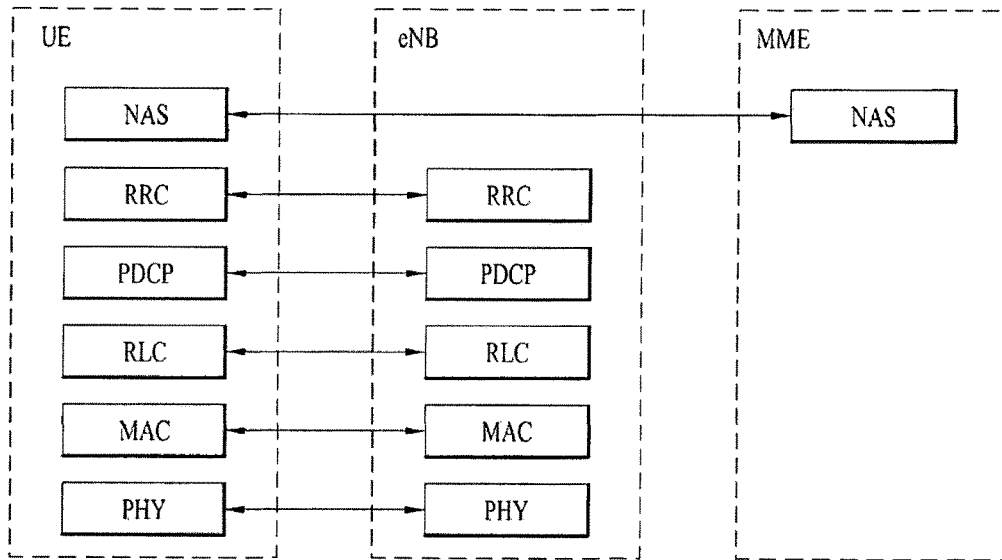 UE
eNB
MME
NAS
NAS
RRC
RRC
PDCP
PDCP
RLC
RLC
MAC
MAC
PHY
PHY